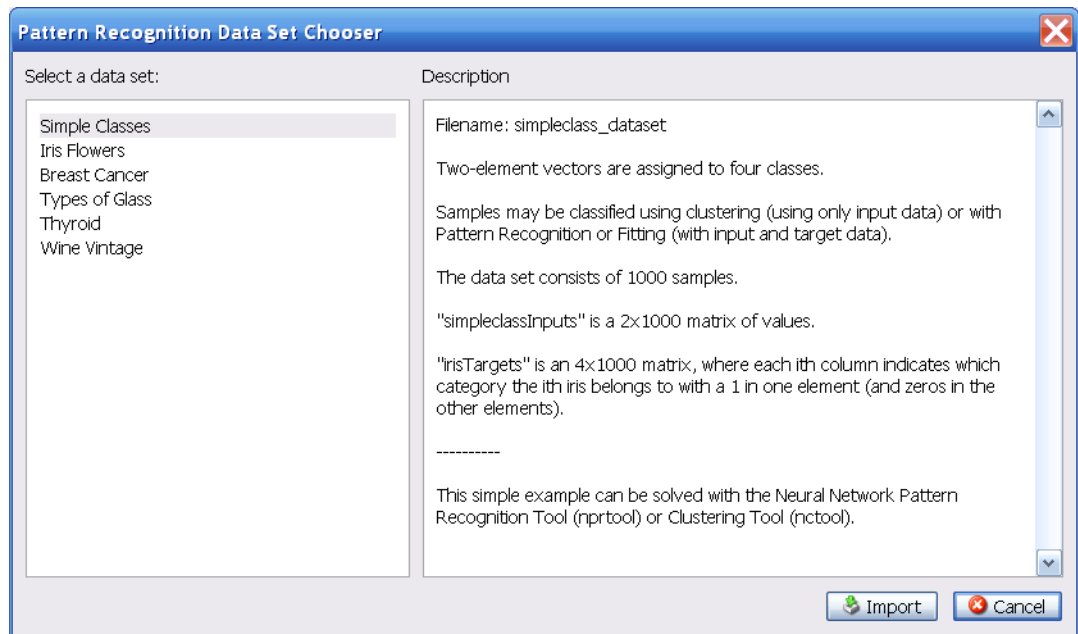 Pattern Recognition Data Set Chooser
Select a data set:
Simple Classes
Iris Flowers
Breast Cancer
Types of Glass
Thyroid
Wine Vintage
Description
Filename: simpleclass_dataset
Two-element vectors are assigned to four classes.
Samples may be classified using clustering (using only input data) or with
Pattern Recognition or Fitting (with input and target data).
The data set consists of 1000 samples.
"simpleclassInputs" is a 2x1000 matrix of values.
"irisTargets" is an 4x1000 matrix, where each ith column indicates which
category the ith iris belongs to with a 1 in one element (and zeros in the
other elements).
----------
This simple example can be solved with the Neural Network Pattern
Recognition Tool (nprtool) or Clustering Tool (nctool).
Import
Cancel